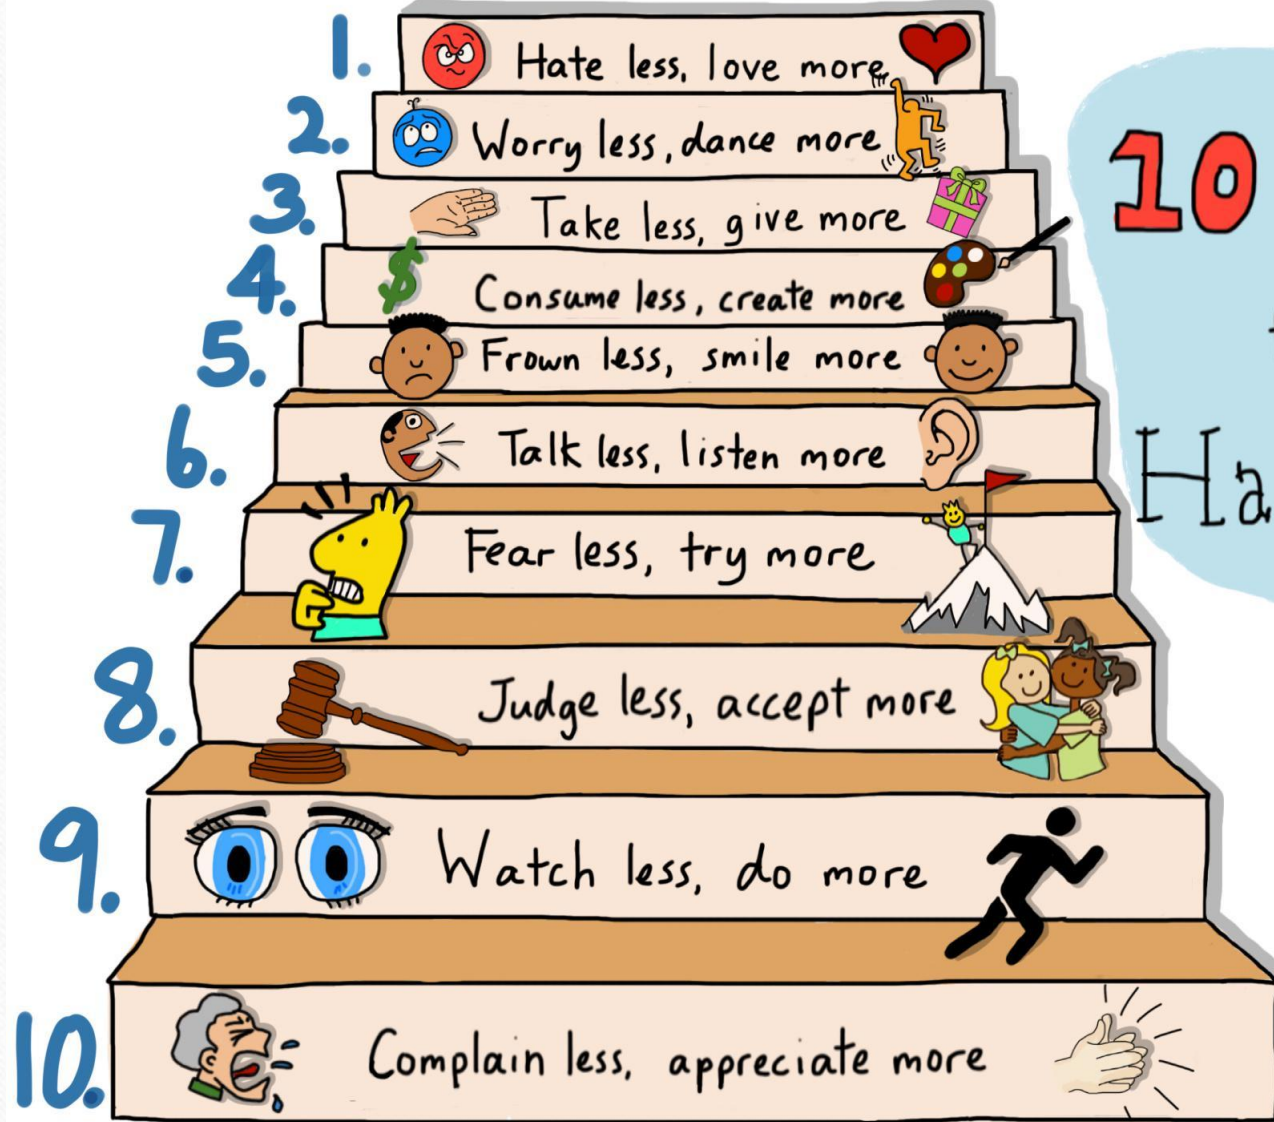 1. Hate less, love more
2. Worry less, dance more
3. Take less, give more
4. Consume less, create more
5. Frown less, smile more
6. Talk less, listen more
7. Fear less, try more
8. Judge less, accept more
9. Watch less, do more
10. Complain less, appreciate more
10
Ha